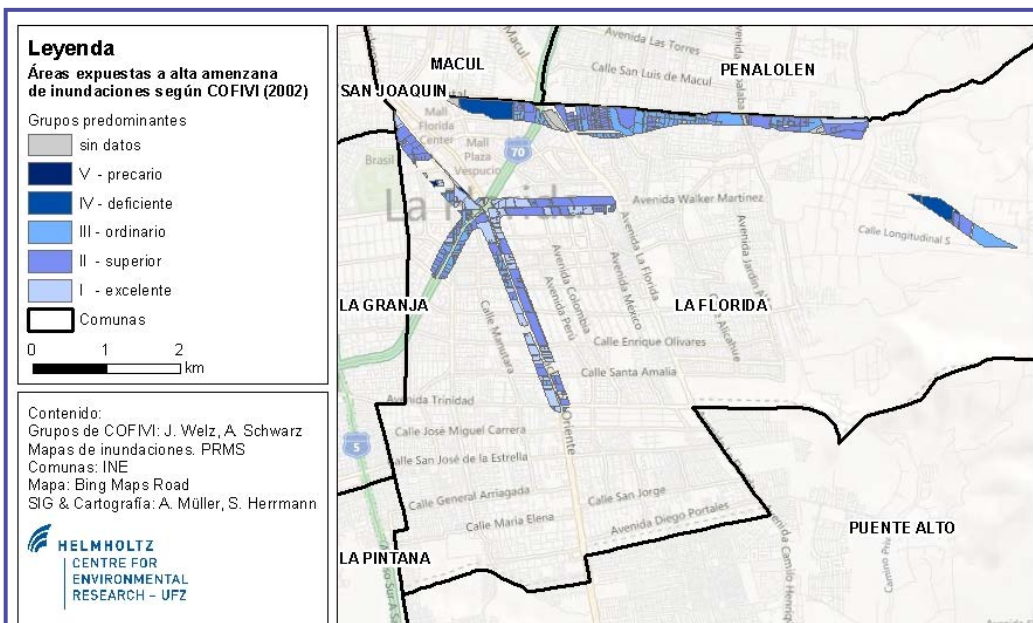 Leyenda
Áreas expuestas a alta amenzana
de inundaciones según COFIVI (2002)
Grupos predominantes
sin datos
V - precario
IV - deficiente
III - ordinario
II - superior
I - excelente
Comunas
0 1 2
km
Contenido:
Grupos de COFIVI: J. Welz, A. Schwarz
Mapas de inundaciones. PRMS
Comunas: INE
Mapa: Bing Maps Road
SIG & Cartografía: A. Müller, S. Herrmann
HELMHOLTZ
CENTRE FOR
ENVIRONMENTAL
RESEARCH – UFZ
MACUL
PENALOLEN
SAN JOAQUIN
Macul
Avenida Las Torres
Calle San Luis de Macul
Mall
Florida
Center
Mall
Plaza
Vespucio
Brasil
70
La Florida
Avenida Walker Martinez
Calle Longitudinal S
LA GRANJA
LA FLORIDA
Avenida La Florida
Avenida Colombia
Avenida Perú
Avenida México
Calle Manutara
Calle Enrique Olivares
Calle Santa Amalia
Avenida Trinidad
Oriente
Calle José Miguel Carrera
5
Calle San José de la Estrella
Calle General Arriagada
Calle San Jorge
Calle María Elena
Avenida Diego Portales
LA PINTANA
PUENTE ALTO